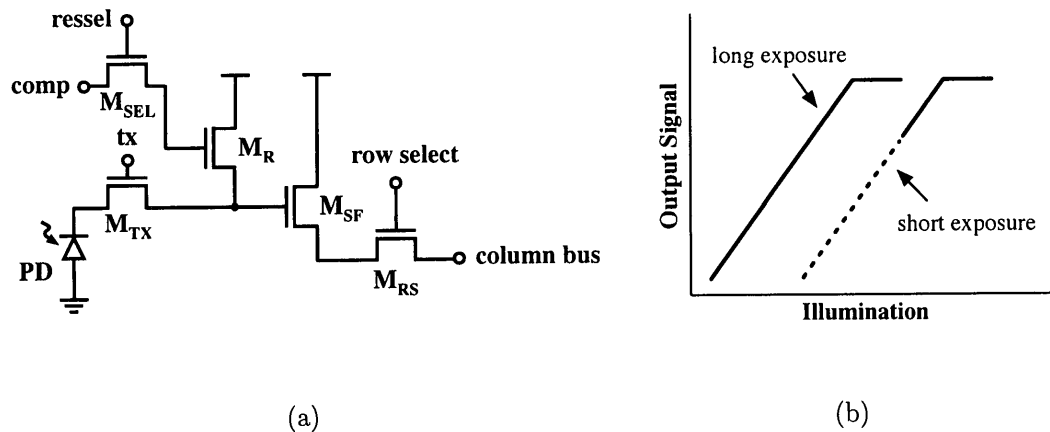 ressel
comp
M_SEL
tx
M_R
row select
M_TX
M_SF
PD
M_RS
column bus
(a)
long exposure
Output Signal
short exposure
Illumination
(b)